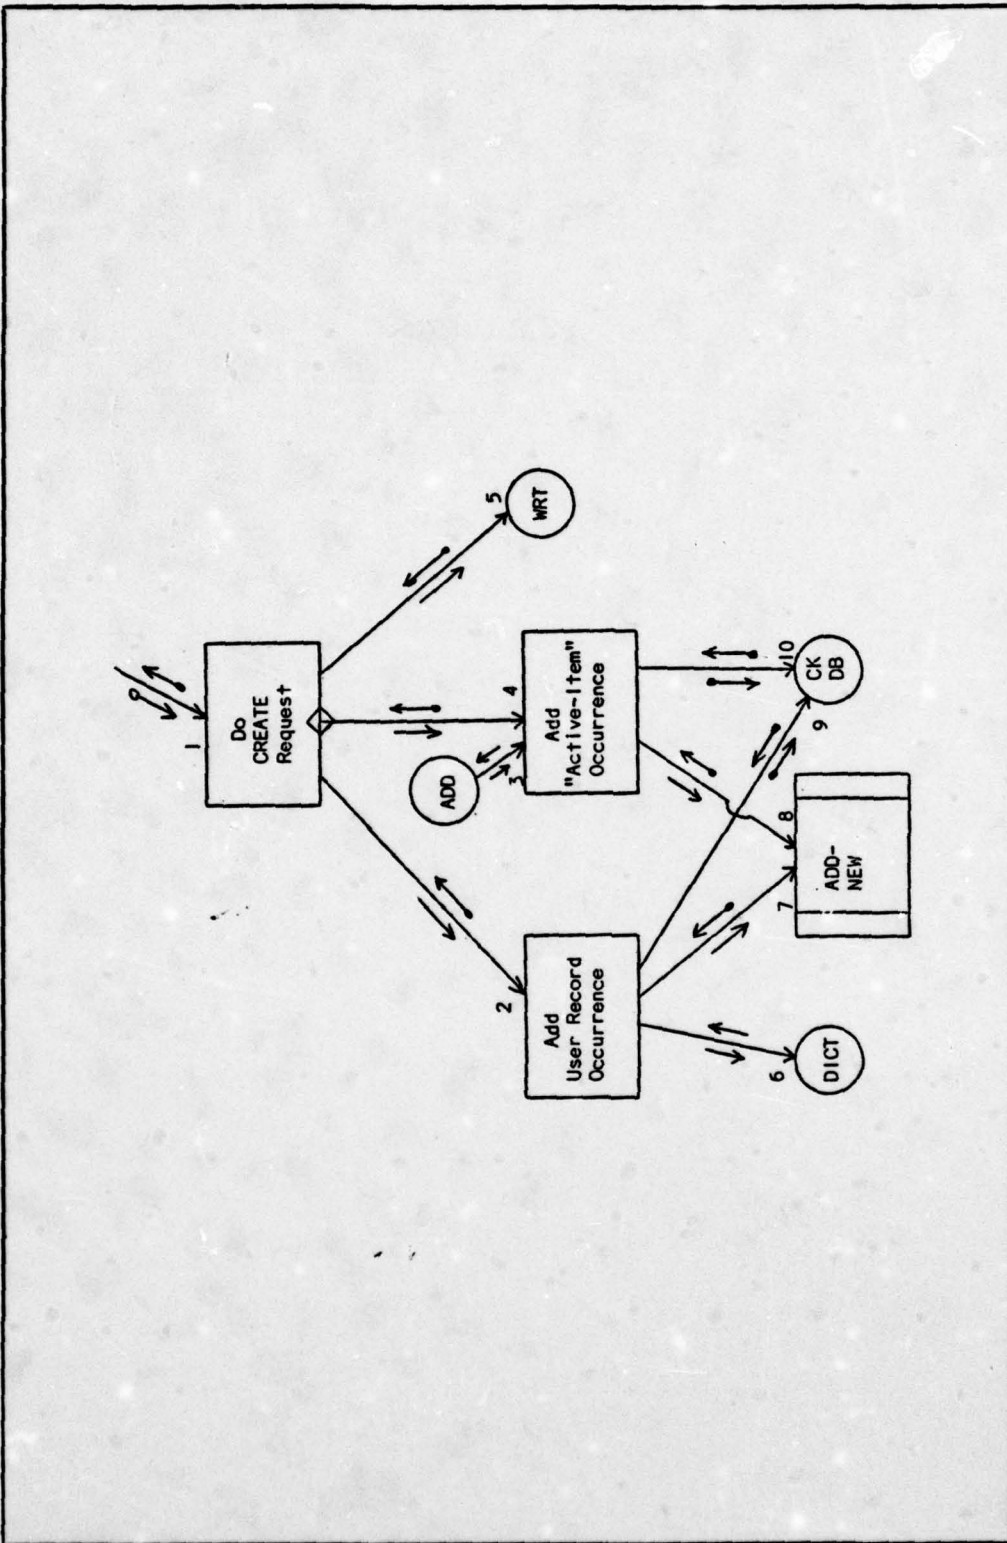 1
Do
CREATE
Request
ADD
2
3
4
5
Add
User Record
Occurrence
Add
"Active-Item"
Occurrence
WRT
6
7
8
9
10
DICT
ADD-
NEW
CK
DB